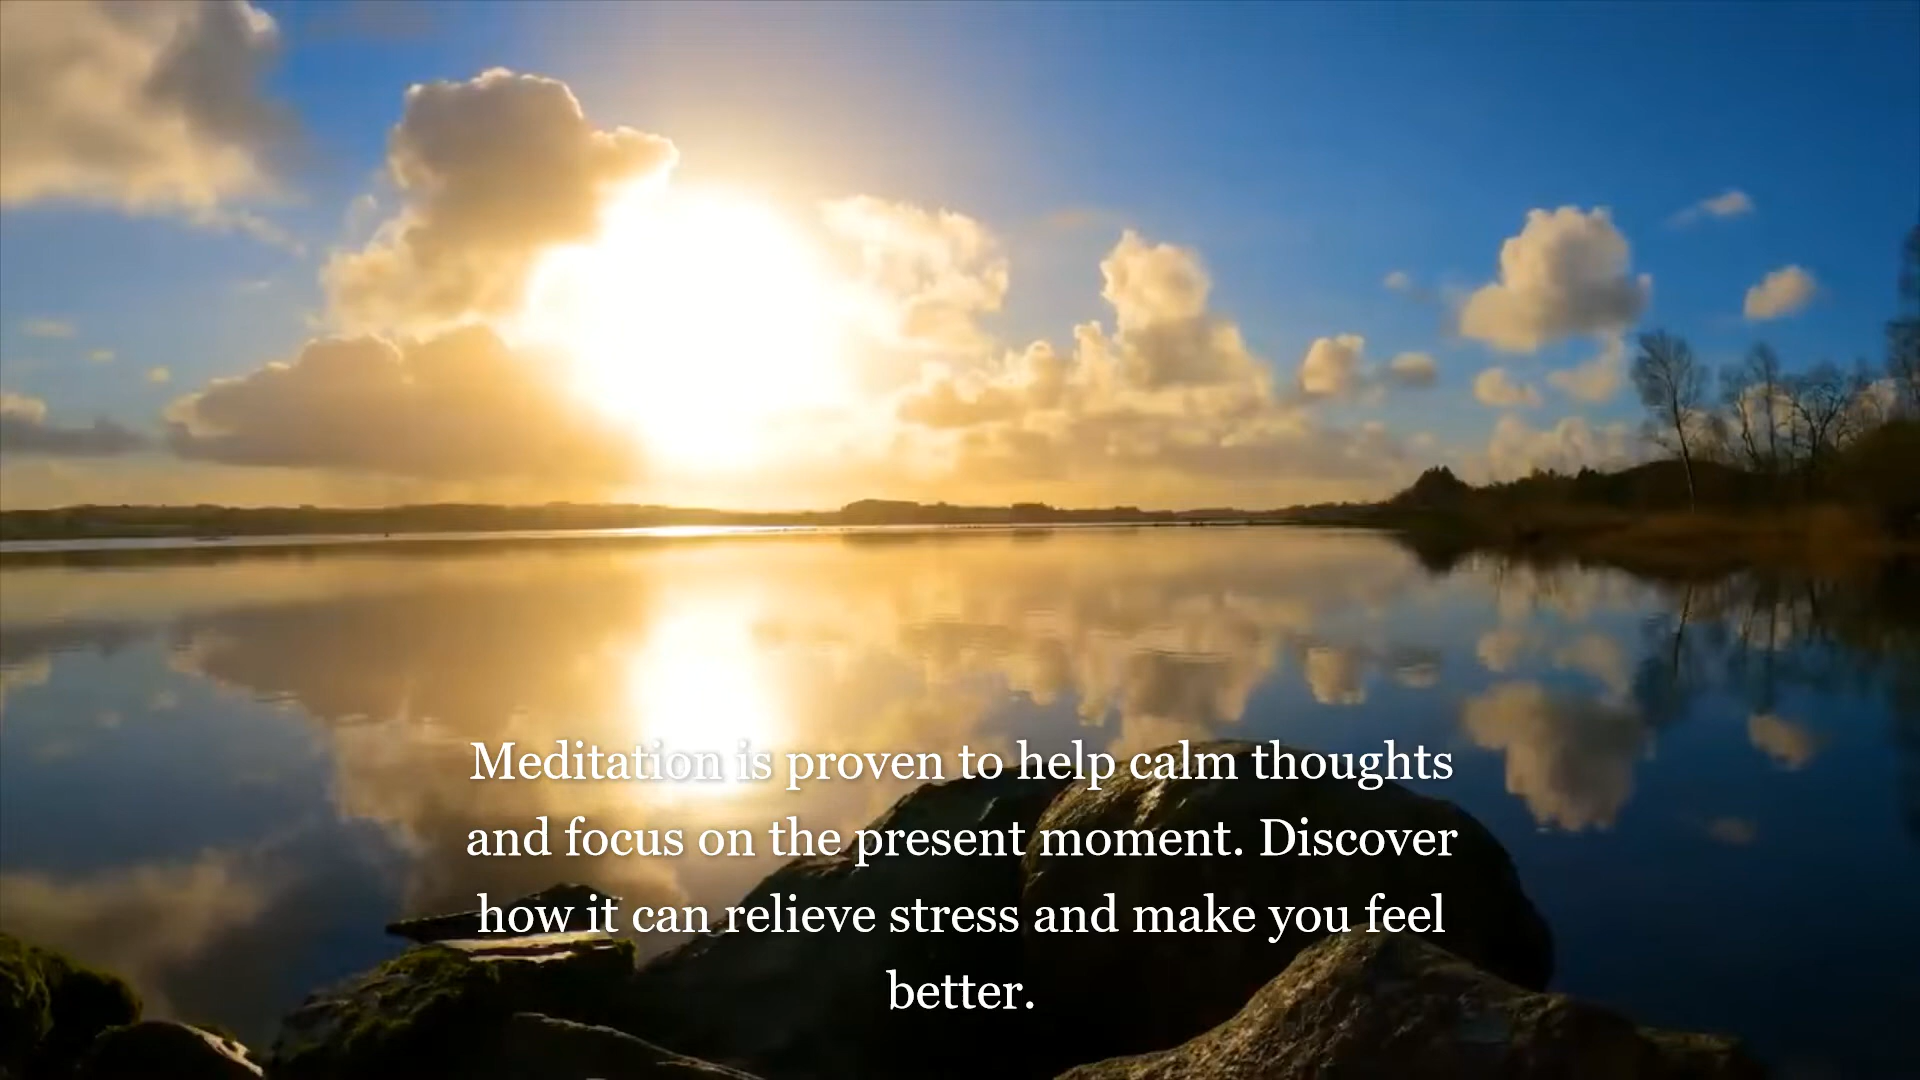 Meditation is proven to help calm thoughts
and focus on the present moment. Discover
how it can relieve stress and make you feel
better.